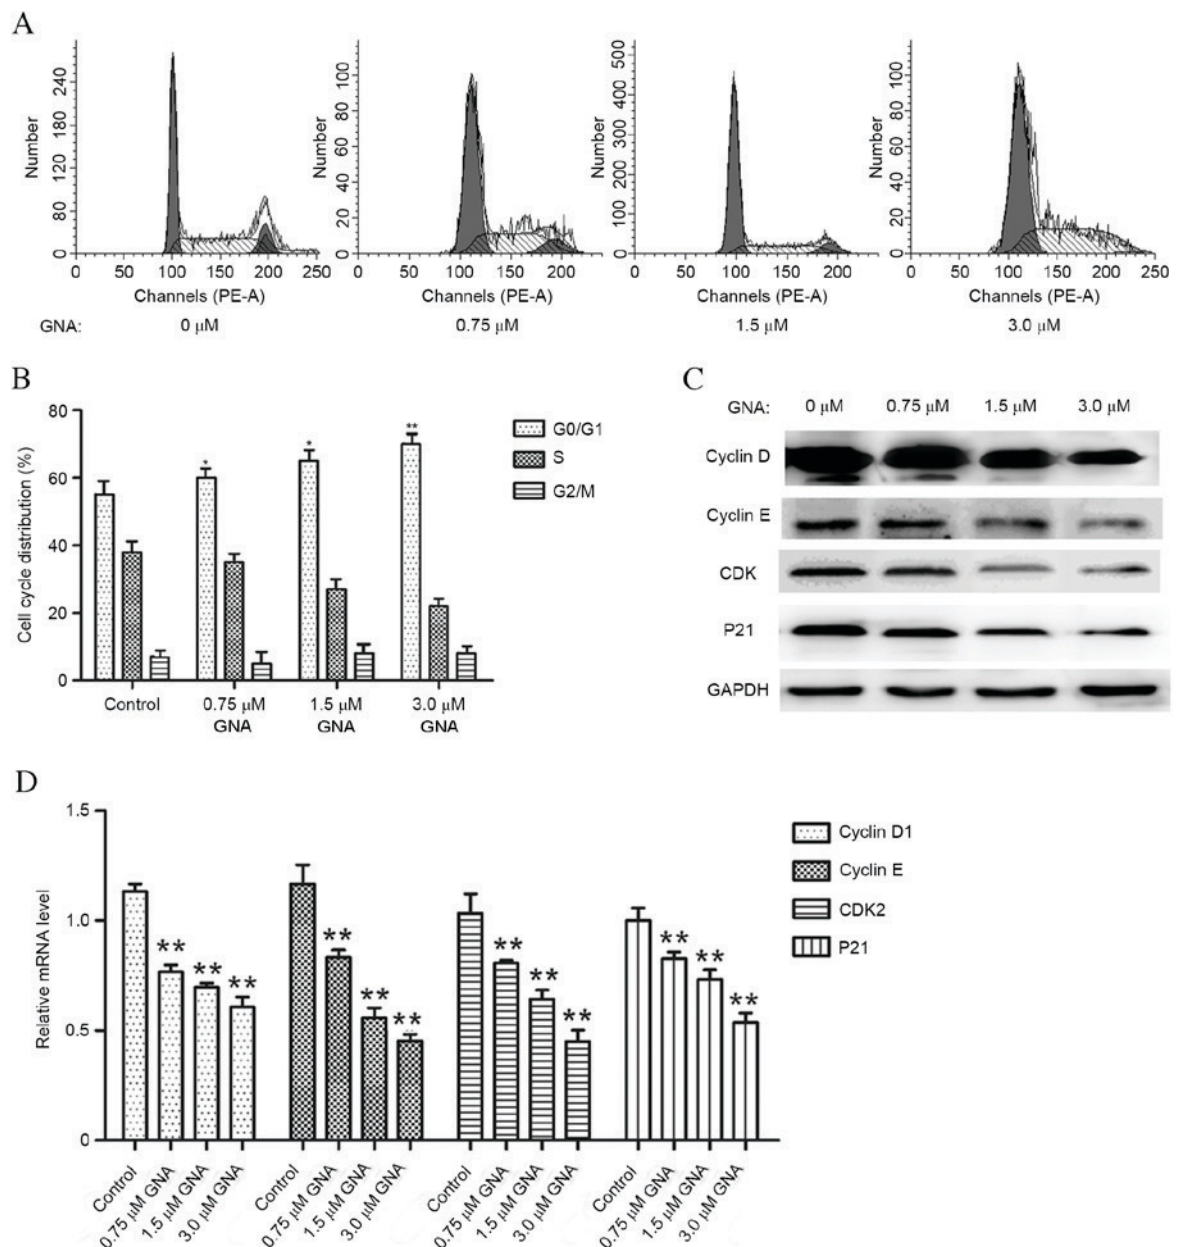 A
Number
240
180
120
80
0
0 50 100 150 200 250
Channels (PE-A)
Number
100
80
60
40
20
0
0 50 100 150 200
Channels (PE-A)
Number
500
400
300
200
100
0
0 50 100 150 200
Channels (PE-A)
Number
100
80
60
40
20
0
0 50 100 150 200 250
Channels (PE-A)
GNA: 0 μM 0.75 μM 1.5 μM 3.0 μM
B
Cell cycle distribution (%)
80
60
40
20
0
* * **
G0/G1
S
G2/M
Control 0.75 μM 1.5 μM 3.0 μM
GNA GNA GNA
C
GNA: 0 μM 0.75 μM 1.5 μM 3.0 μM
Cyclin D
Cyclin E
CDK
P21
GAPDH
D
Relative mRNA level
1.5
1.0
0.5
0
** ** **
** ** **
** ** **
** ** **
Cyclin D1
Cyclin E
CDK2
P21
Control 0.75 μM GNA 1.5 μM GNA 3.0 μM GNA
Control 0.75 μM GNA 1.5 μM GNA 3.0 μM GNA
Control 0.75 μM GNA 1.5 μM GNA 3.0 μM GNA
Control 0.75 μM GNA 1.5 μM GNA 3.0 μM GNA